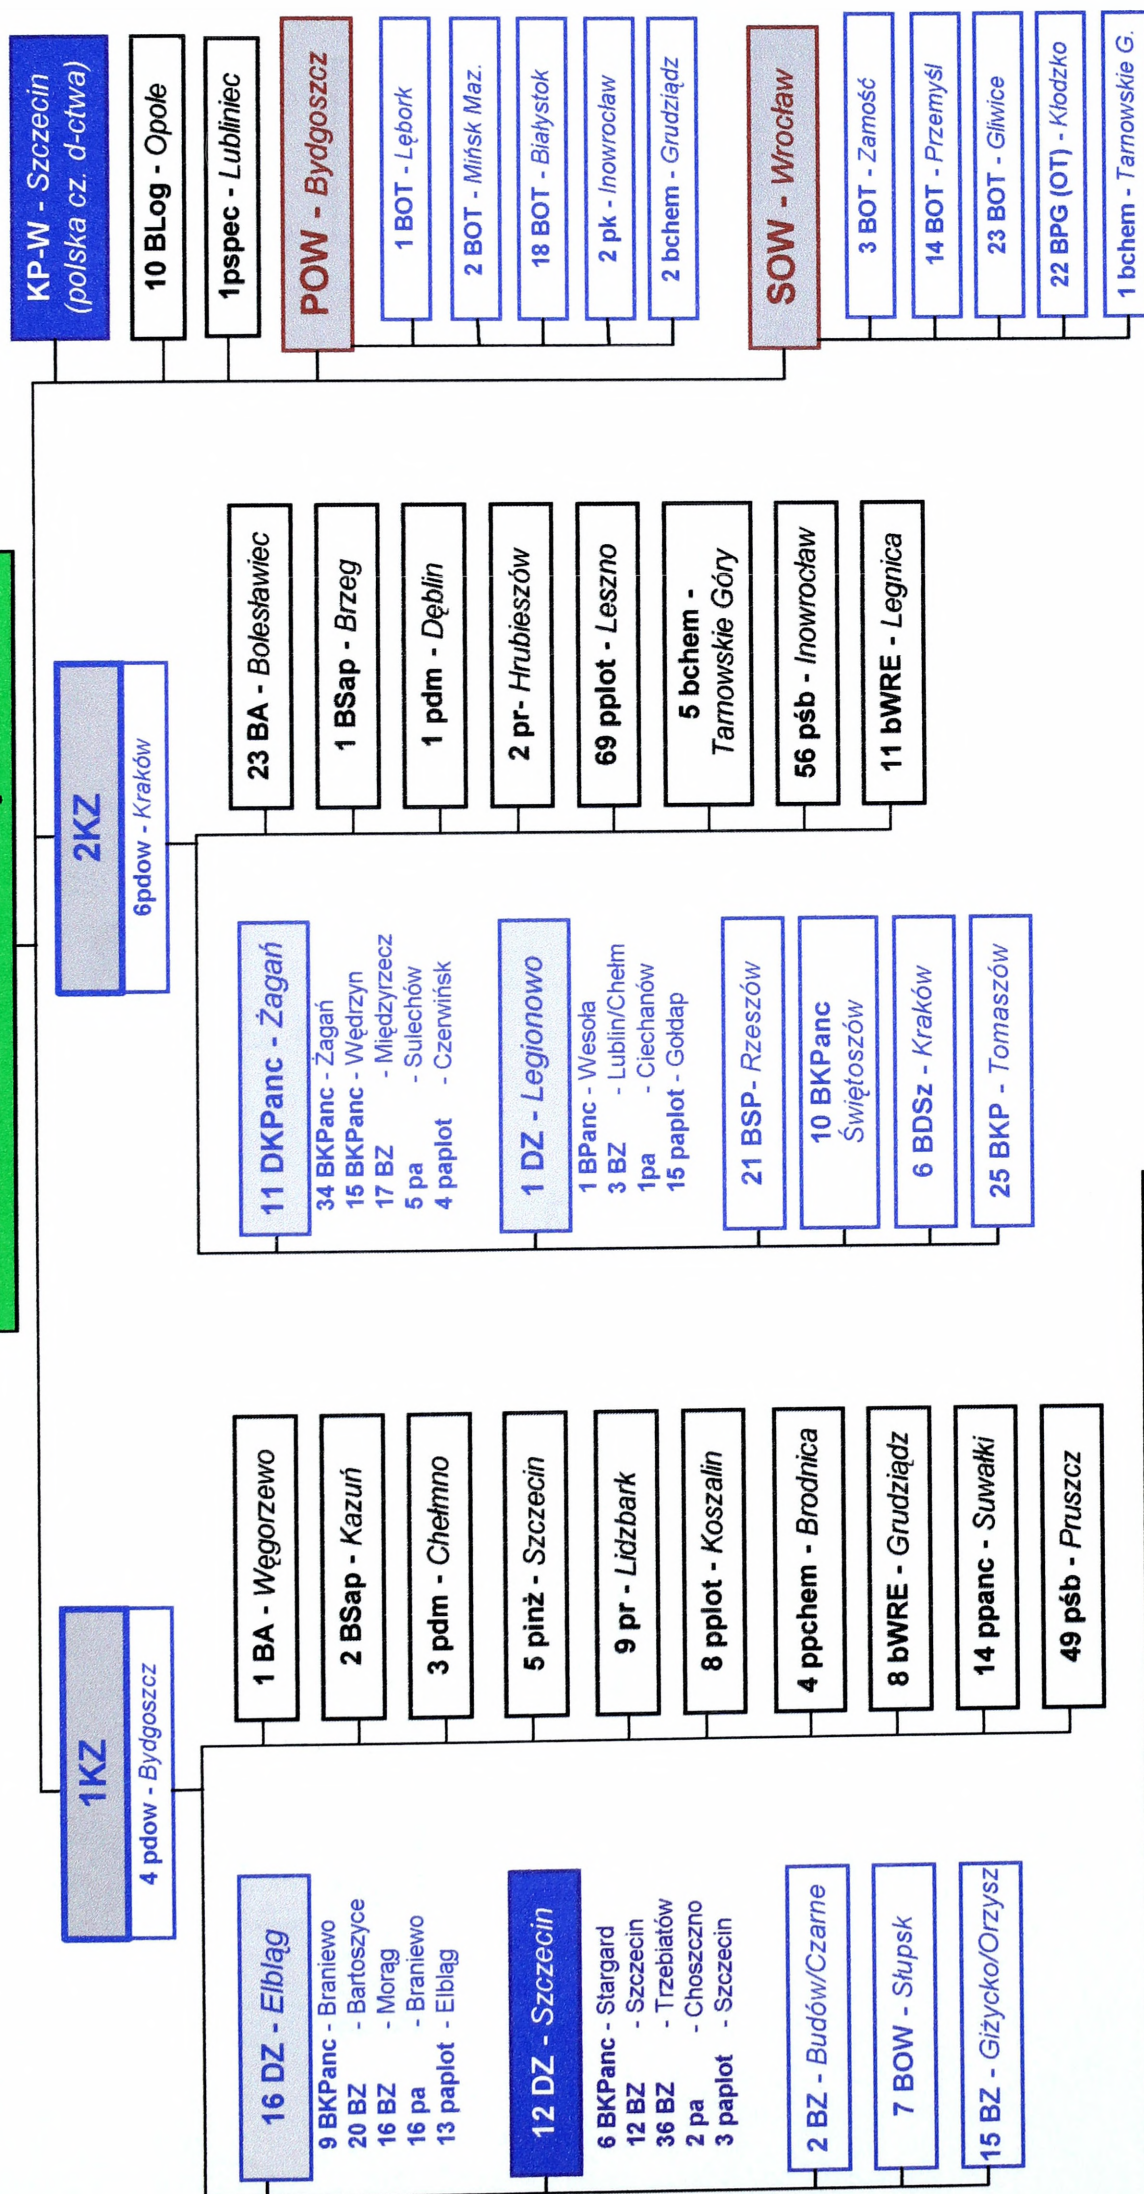 1KZ
4 pdow - Bydgoszcz
16 DZ - Elbląg
9 BKPanc - Braniewo
20 BZ - Bartoszyce
16 BZ - Morąg
16 pa - Braniewo
13 paplot - Elbląg
12 DZ - Szczecin
6 BKPanc - Stargard
12 BZ - Szczecin
36 BZ - Trzebiatów
2 pa - Choszczno
3 paplot - Szczecin
2 BZ - Budów/Czarne
7 BOW - Słupsk
15 BZ - Giżycko/Orzysz
1 BA - Węgorzewo
2 BSap - Kazuń
3 pdm - Chełmno
5 pinż - Szczecin
9 pr - Lidzbark
8 pplot - Koszalin
4 ppchem - Brodnica
8 bWRE - Grudziądz
14 ppanc - Suwałki
49 pśb - Pruszcz
2KZ
6pdow - Kraków
11 DKPanc - Żagań
34 BKPanc - Żagań
15 BKPanc - Wędrzyn
17 BZ - Międzyrzecz
5 pa - Sulechów
4 paplot - Czerwińsk
1 DZ - Legionowo
1 BPanc - Wesoła
3 BZ - Lublin/Chełm
1pa - Ciechanów
15 paplot - Gołdap
21 BSP- Rzeszów
10 BKPanc
Świętoszów
6 BDSz - Kraków
25 BKP - Tomaszów
23 BA - Bolesławiec
1 BSap - Brzeg
1 pdm - Dęblin
2 pr- Hrubieszów
69 pplot - Leszno
5 bchem -
Tarnowskie Góry
56 pśb - Inowrocław
11 bWRE - Legnica
KP-W - Szczecin
(polska cz. d-ctwa)
10 BLog - Opole
1pspec - Lubliniec
POW - Bydgoszcz
1 BOT - Lębork
2 BOT - Mińsk Maz.
18 BOT - Białystok
2 pk - Inowrocław
2 bchem - Grudziądz
SOW - Wrocław
3 BOT - Zamość
14 BOT - Przemyśl
23 BOT - Gliwice
22 BPG (OT) - Kłodzko
1 bchem - Tarnowskie G.